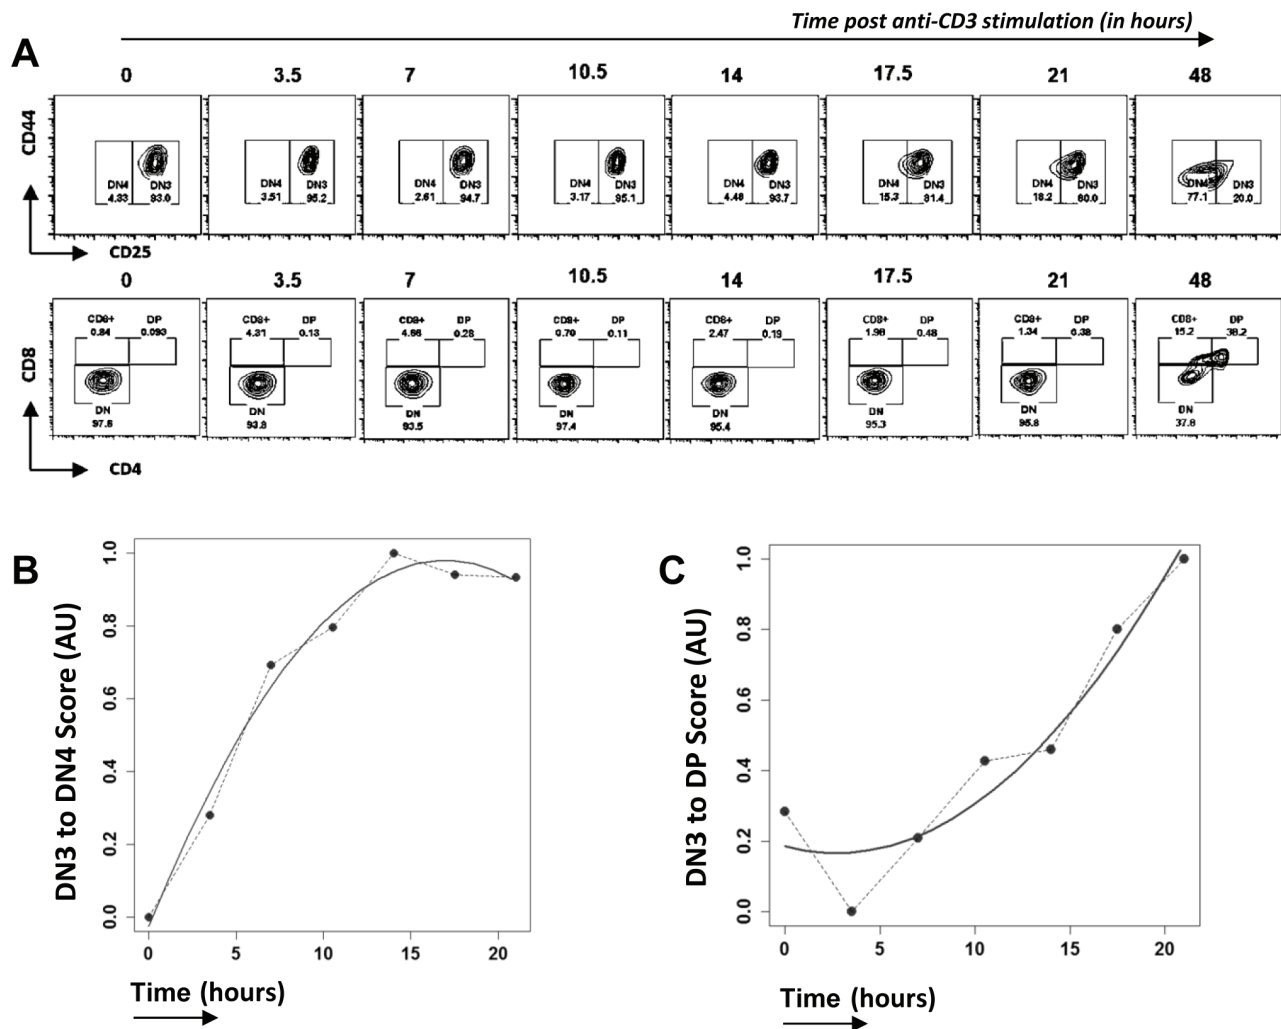 Time post anti-CD3 stimulation (in hours)
A
0 3.5 7 10.5 14 17.5 21 48
CD44
DN4 DN3 DN4 DN3 DN4 DN3 DN4 DN3 DN4 DN3 DN4 DN3 DN4 DN3 DN4 DN3
4.33 93.0 3.51 95.2 2.61 94.7 3.17 95.1 4.48 93.7 15.3 81.4 18.2 80.0 77.1 20.0
CD25
0 3.5 7 10.5 14 17.5 21 48
CD8
CD8+ DP CD8+ DP CD8+ DP CD8+ DP CD8+ DP CD8+ DP CD8+ DP CD8+ DP
0.84 0.093 4.31 0.13 4.66 0.28 0.70 0.11 2.47 0.19 1.98 0.48 1.34 0.38 15.2 38.2
DN DN DN DN DN DN DN DN
97.6 93.8 93.5 97.4 95.4 95.3 95.8 37.8
CD4
B
DN3 to DN4 Score (AU)
1.0
0.8
0.6
0.4
0.2
0.0
0 5 10 15 20
Time (hours)
C
DN3 to DP Score (AU)
1.0
0.8
0.6
0.4
0.2
0.0
0 5 10 15 20
Time (hours)